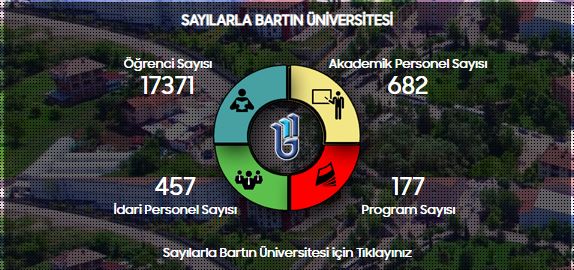 SAYILARLA BARTIN ÜNİVERSİTESİ
Öğrenci Sayısı
17371
Akademik Personel Sayısı
682
457
İdari Personel Sayısı
177
Program Sayısı
Sayılarla Bartın Üniversitesi için Tıklayınız